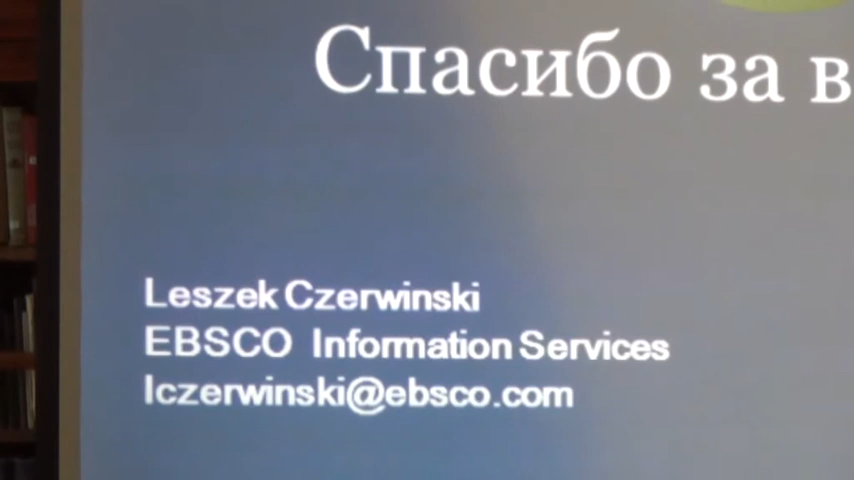 Спасибо за в
Leszek Czerwinski
EBSCO Information Services
lczerwinski@ebsco.com